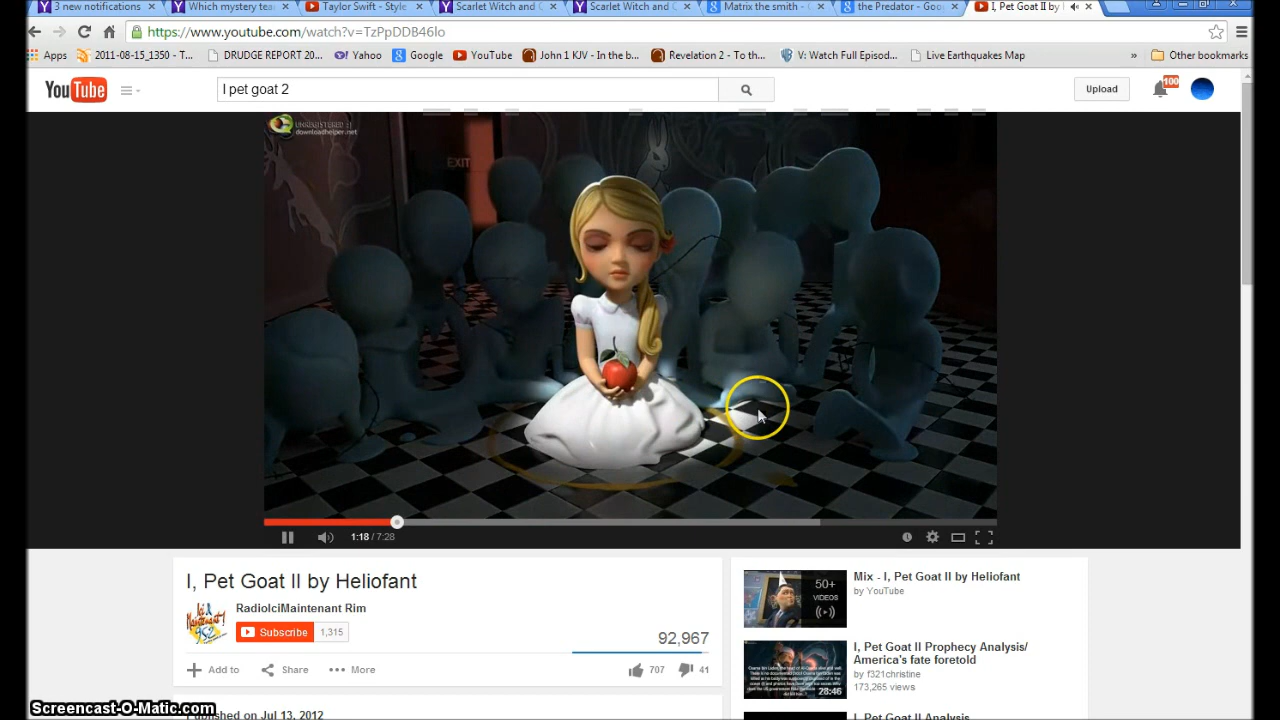 3 new notifications
Which mystery tea
Taylor Swift - Style
Scarlet Witch and C
Scarlet Witch and C
Matrix the smith - G
the Predator - Goog
I, Pet Goat II by
https://www.youtube.com/watch?v=TzPpDDB46lo
Apps
2011-08-15_1350 - T...
DRUDGE REPORT 20...
Yahoo
Google
YouTube
John 1 KJV - In the b...
Revelation 2 - To th...
V: Watch Full Episod...
Live Earthquakes Map
»
Other bookmarks
YouTube
I pet goat 2
Upload
100
UNREGISTERED :)
downloadhelper.net
EXIT
1:18 / 7:28
I, Pet Goat II by Heliofant
RadioIciMaintenant Rim
Subscribe
1,315
92,967
Add to
Share
More
707
41
50+
VIDEOS
Mix - I, Pet Goat II by Heliofant
by YouTube
I, Pet Goat II Prophecy Analysis/
America's fate foretold
by f321christine
173,265 views
28:46
I, Pet Goat II Analysis
Published on Jul 13, 2012
Screencast-O-Matic.com